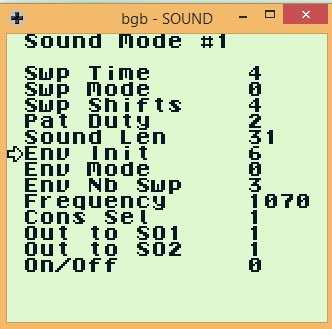 bgb - SOUND
Sound Mode #1
Swp Time 4
Swp Mode 0
Swp Shifts 4
Pat Duty 2
Sound Len 31
Env Init 6
Env Mode 0
Env Nb Swp 3
Frequency 1070
Cons Sel 1
Out to SO1 1
Out to SO2 1
On/Off 0